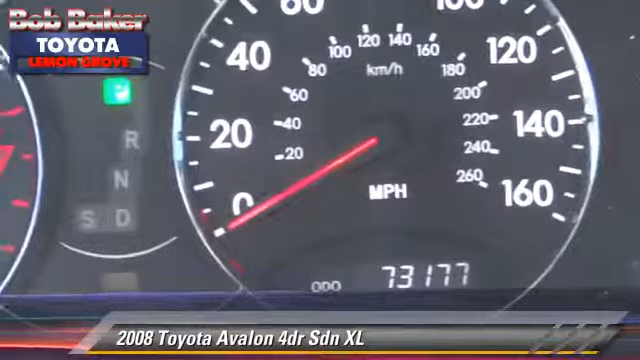 Bob Baker
TOYOTA
LEMON GROVE
P
R
N
S D
0
20
40
60
100
120
140
160
MPH
km/h
20
40
60
80
100
120
140
160
180
200
220
240
260
ODO 73177
2008 Toyota Avalon 4dr Sdn XL